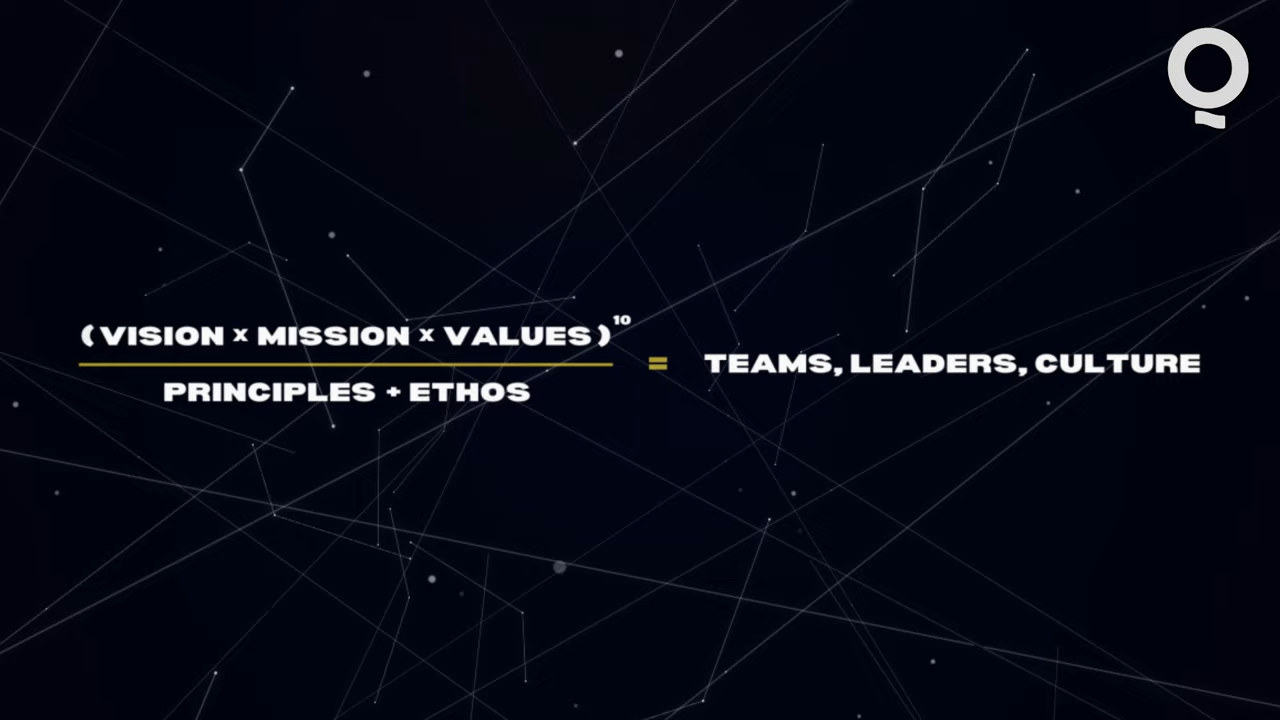 (VISION x MISSION x VALUES)10
PRINCIPLES + ETHOS
=
TEAMS, LEADERS, CULTURE